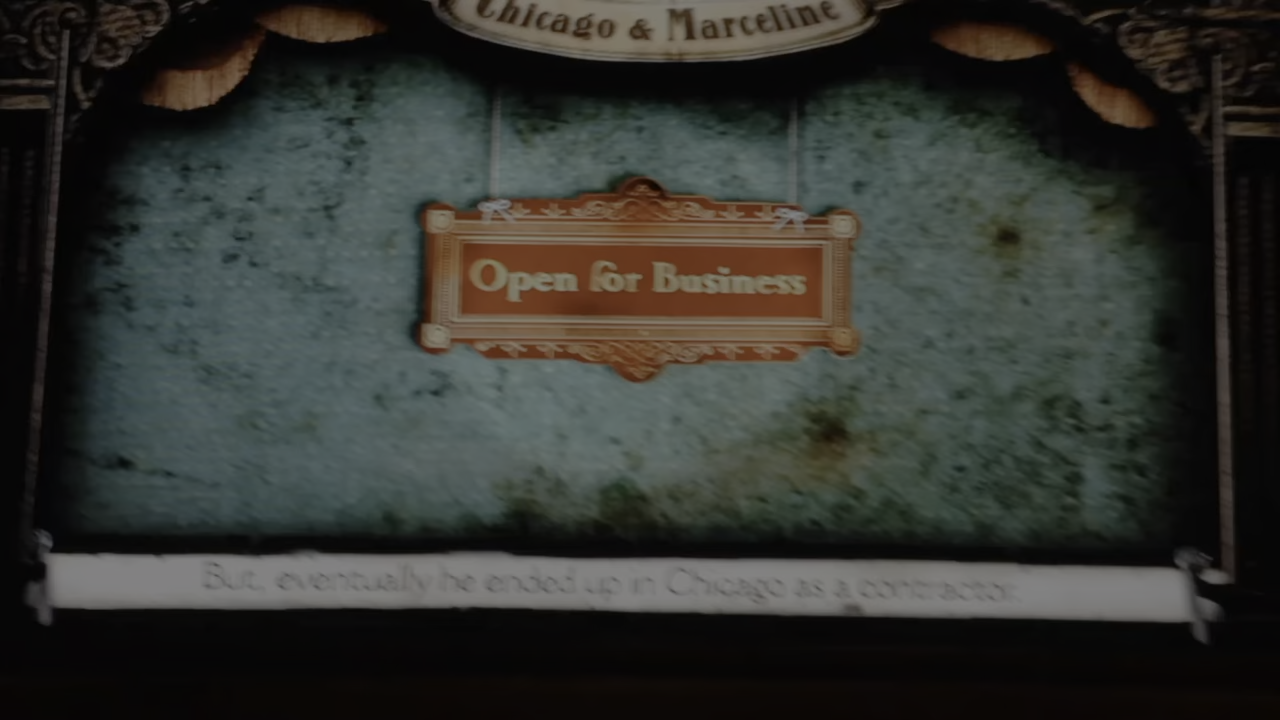 Chicago & Marceline
Open for Business
But, eventually he ended up in Chicago as a contractor.